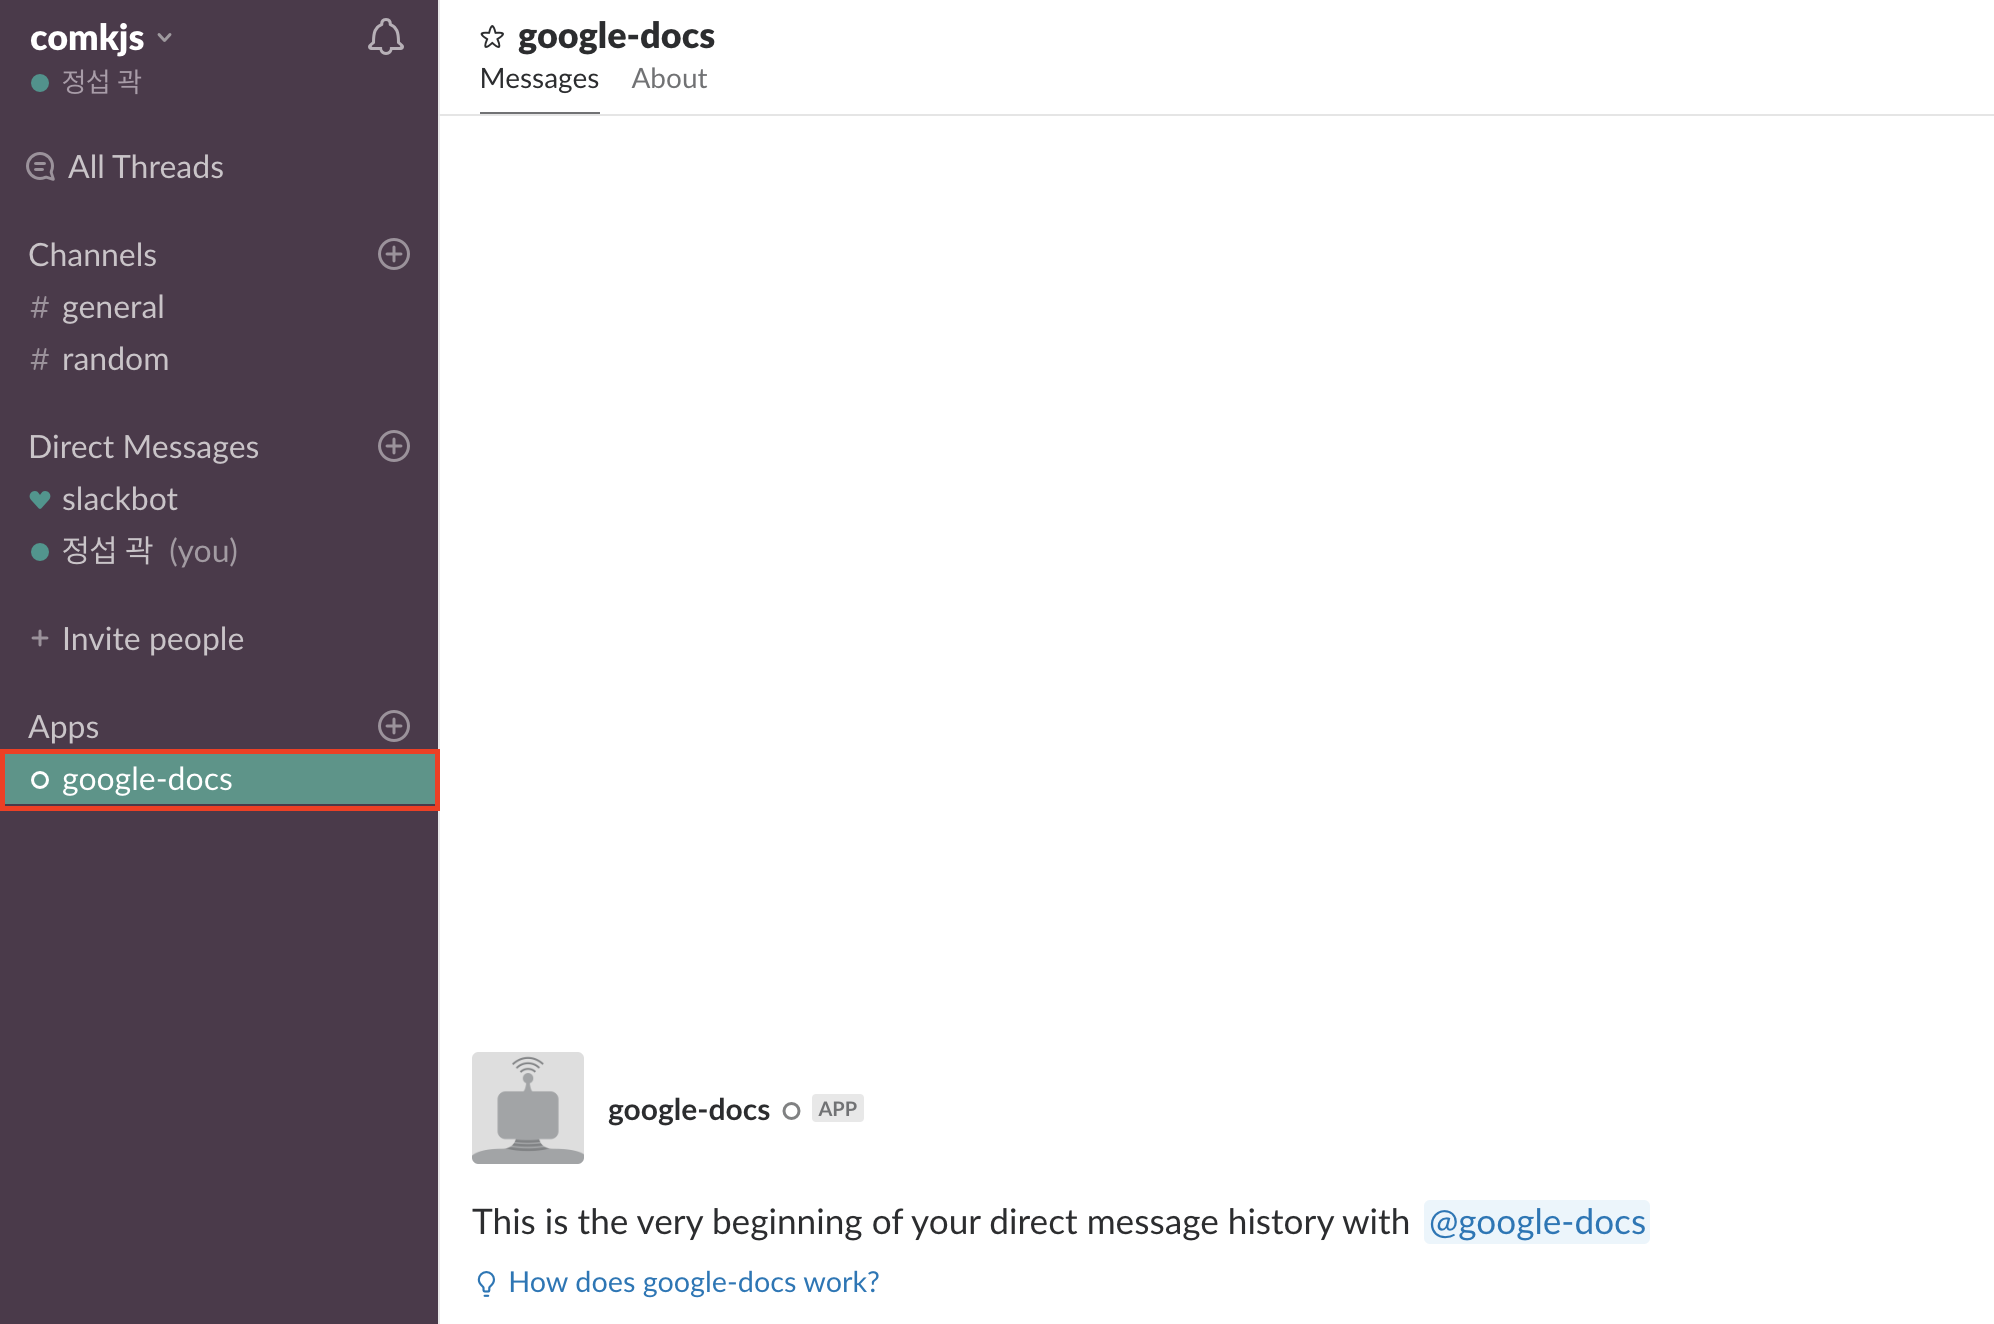 comkjs
정섭 곽
All Threads
Channels
# general
# random
Direct Messages
slackbot
정섭 곽 (you)
+ Invite people
Apps
google-docs
google-docs
Messages About
google-docs APP
This is the very beginning of your direct message history with @google-docs
How does google-docs work?